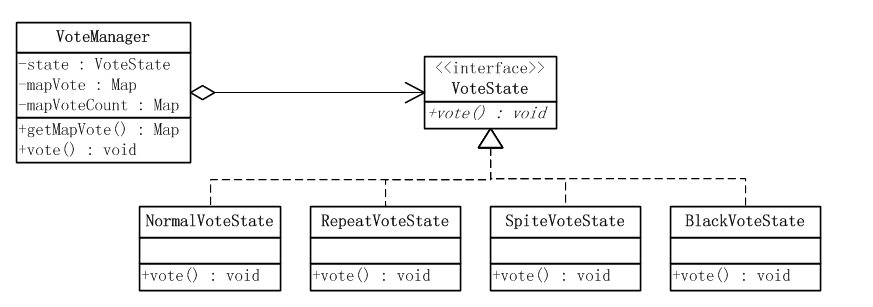 VoteManager
-state : VoteState
-mapVote : Map
-mapVoteCount : Map
+getMapVote() : Map
+vote() : void
<<interface>>
VoteState
+vote() : void
NormalVoteState
+vote() : void
RepeatVoteState
+vote() : void
SpiteVoteState
+vote() : void
BlackVoteState
+vote() : void